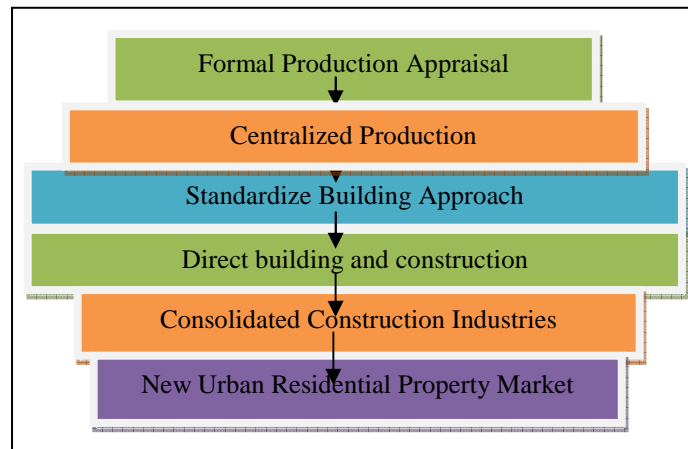 Formal Production Appraisal
Centralized Production
Standardize Building Approach
Direct building and construction
Consolidated Construction Industries
New Urban Residential Property Market